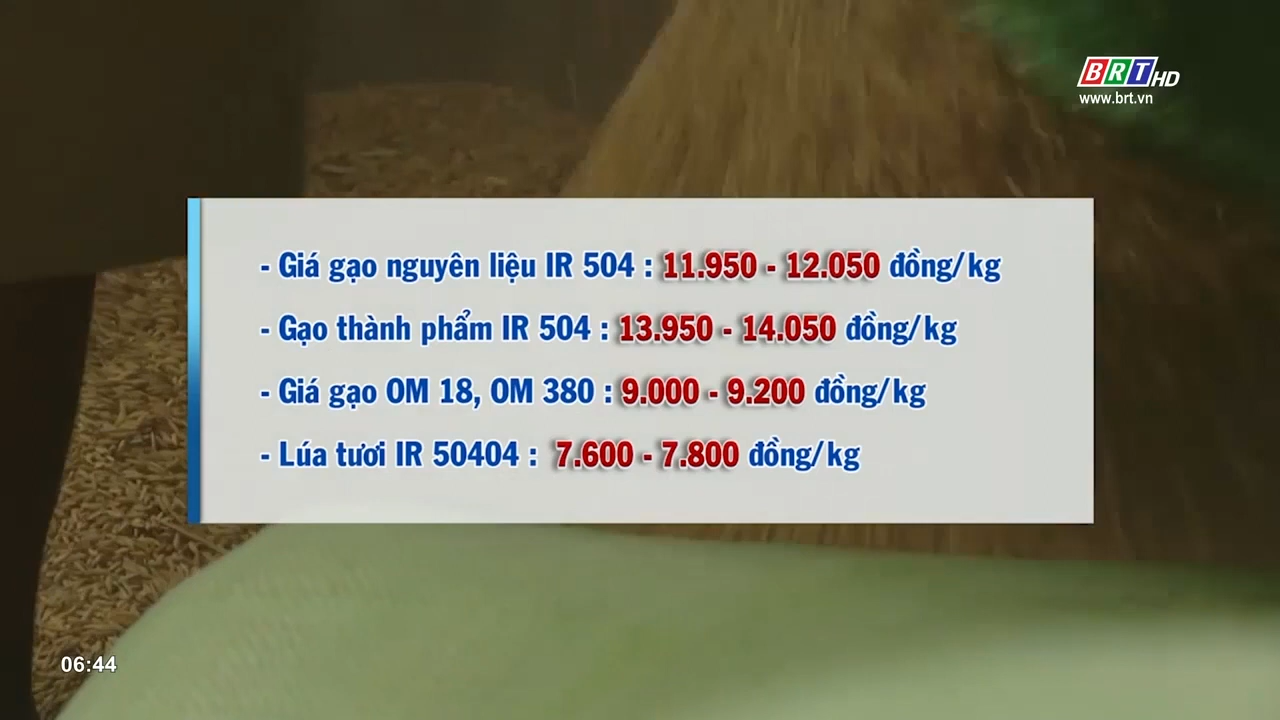 BRT HD
www.brt.vn
- Giá gạo nguyên liệu IR 504 : 11.950 - 12.050 đồng/kg
- Gạo thành phẩm IR 504 : 13.950 - 14.050 đồng/kg
- Giá gạo OM 18, OM 380 : 9.000 - 9.200 đồng/kg
- Lúa tươi IR 50404 : 7.600 - 7.800 đồng/kg
06:44